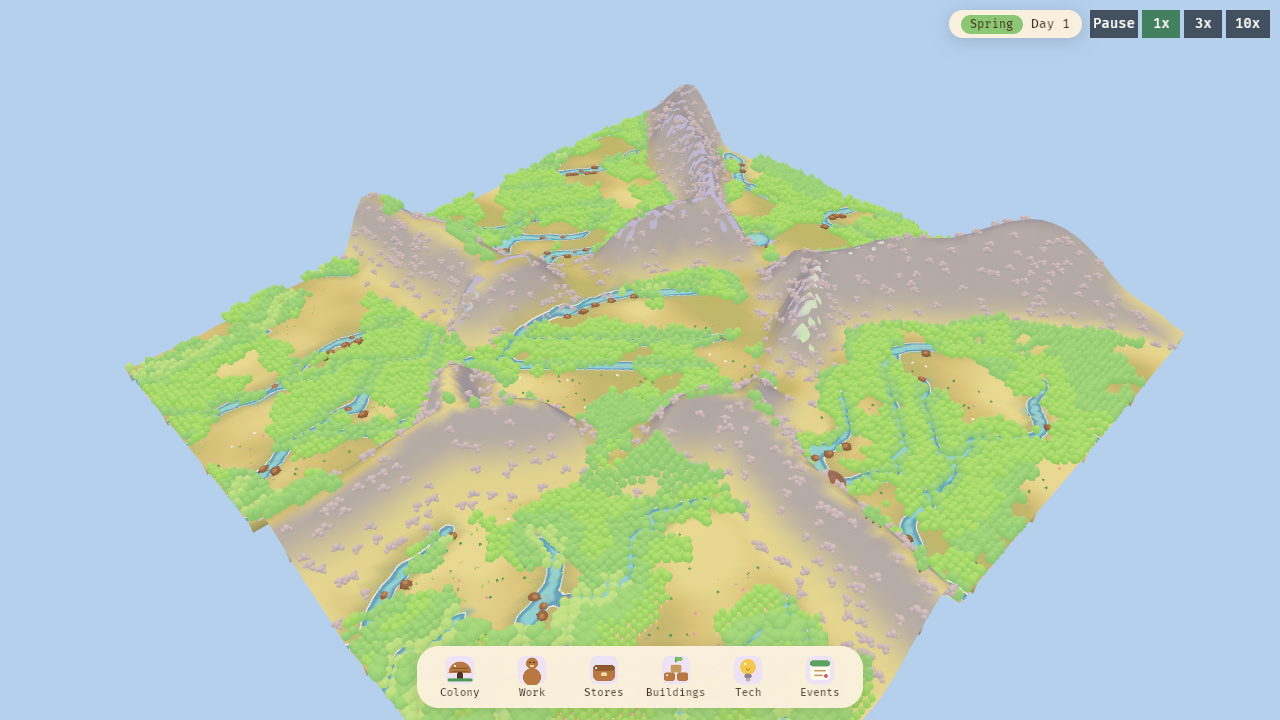 Spring Day 1 Pause 1x 3x 10x
Colony Work Stores Buildings Tech Events